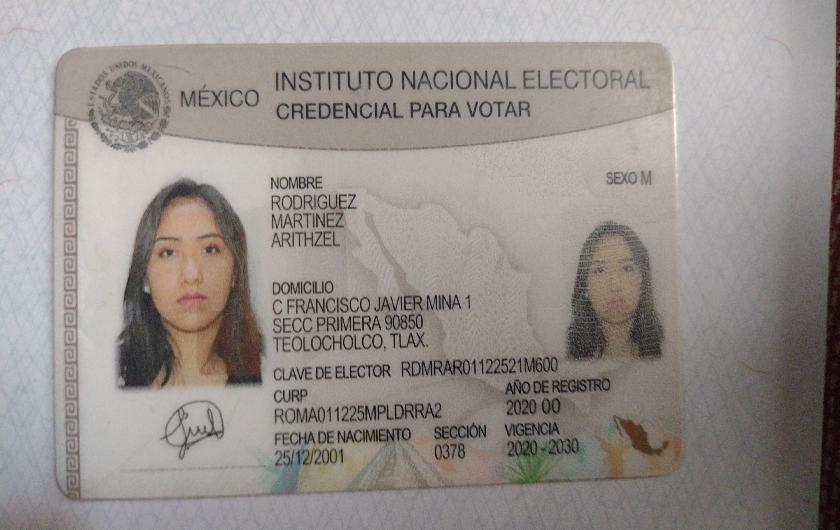 ESTADOS UNIDOS MEXICANOS
MÉXICO
INSTITUTO NACIONAL ELECTORAL
CREDENCIAL PARA VOTAR
NOMBRE
RODRIGUEZ
MARTINEZ
ARITHZEL
SEXO M
DOMICILIO
C FRANCISCO JAVIER MINA 1
SECC PRIMERA 90850
TEOLOCHOLCO, TLAX.
CLAVE DE ELECTOR RDMRAR01122521M600
CURP
ROMA011225MPLDRRA2
AÑO DE REGISTRO
2020 00
FECHA DE NACIMIENTO
25/12/2001
SECCIÓN
0378
VIGENCIA
2020 - 2030